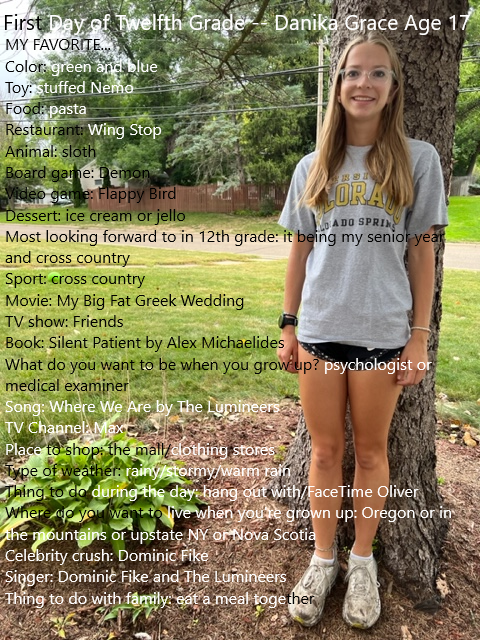 First Day of Twelfth Grade -- Danika Grace Age 17
MY FAVORITE...
Color: green and blue
Toy: stuffed Nemo
Food: pasta
Restaurant: Wing Stop
Animal: sloth
Board game: Demon
Video game: Flappy Bird
Dessert: ice cream or jello
Most looking forward to in 12th grade: it being my senior year
and cross country
Sport: cross country
Movie: My Big Fat Greek Wedding
TV show: Friends
Book: Silent Patient by Alex Michaelides
What do you want to be when you grow up? psychologist or
medical examiner
Song: Where We Are by The Lumineers
TV Channel: Max
Place to shop: the mall/clothing stores
Type of weather: rainy/stormy/warm rain
Thing to do during the day: hang out with/FaceTime Oliver
Where do you want to live when you're grown up: Oregon or in
the mountains or upstate NY or Nova Scotia
Celebrity crush: Dominic Fike
Singer: Dominic Fike and The Lumineers
Thing to do with family: eat a meal together
COLORADO SPRINGS